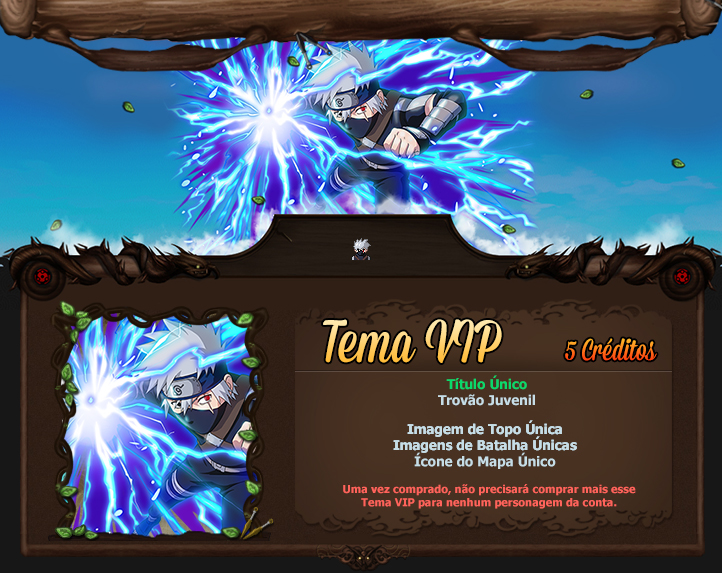 Tema VIP
5 Créditos
Título Único
Trovão Juvenil
Imagem de Topo Única
Imagens de Batalha Únicas
Ícone do Mapa Único
Uma vez comprado, não precisará comprar mais esse
Tema VIP para nenhum personagem da conta.